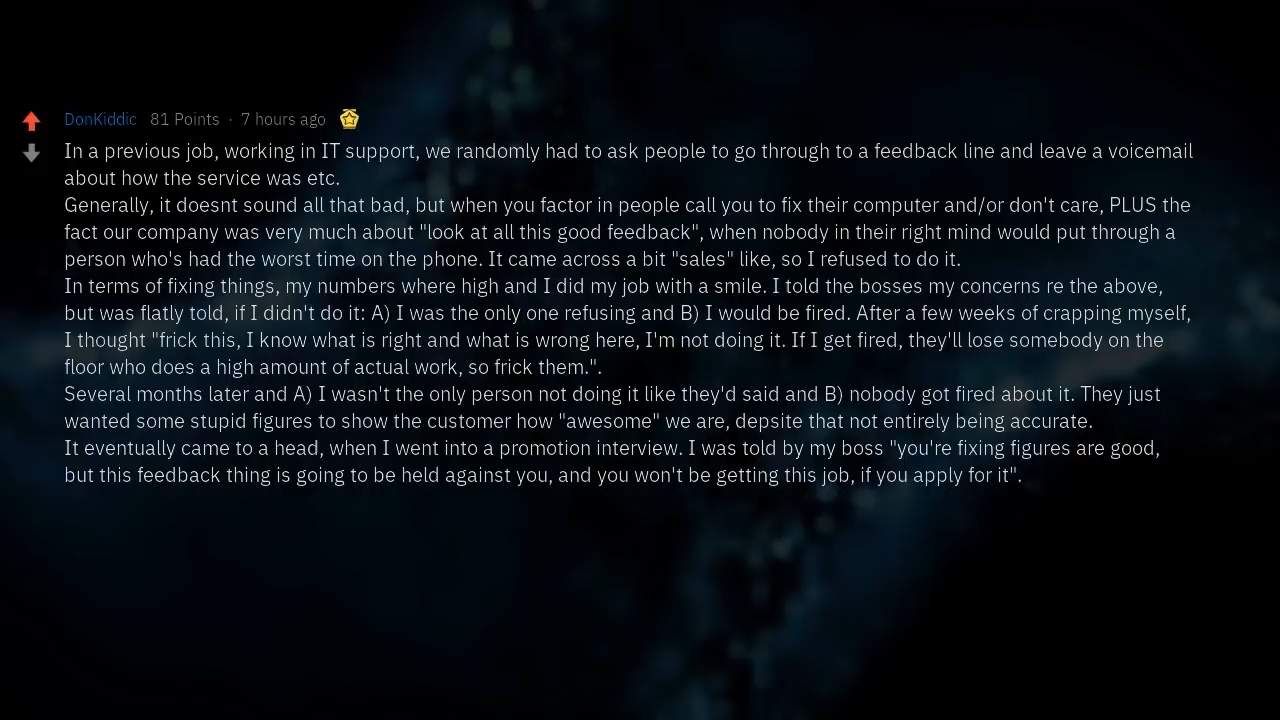 DonKiddic 81 Points · 7 hours ago
In a previous job, working in IT support, we randomly had to ask people to go through to a feedback line and leave a voicemail
about how the service was etc.
Generally, it doesnt sound all that bad, but when you factor in people call you to fix their computer and/or don't care, PLUS the
fact our company was very much about "look at all this good feedback", when nobody in their right mind would put through a
person who's had the worst time on the phone. It came across a bit "sales" like, so I refused to do it.
In terms of fixing things, my numbers where high and I did my job with a smile. I told the bosses my concerns re the above,
but was flatly told, if I didn't do it: A) I was the only one refusing and B) I would be fired. After a few weeks of crapping myself,
I thought "frick this, I know what is right and what is wrong here, I'm not doing it. If I get fired, they'll lose somebody on the
floor who does a high amount of actual work, so frick them.".
Several months later and A) I wasn't the only person not doing it like they'd said and B) nobody got fired about it. They just
wanted some stupid figures to show the customer how "awesome" we are, depsite that not entirely being accurate.
It eventually came to a head, when I went into a promotion interview. I was told by my boss "you're fixing figures are good,
but this feedback thing is going to be held against you, and you won't be getting this job, if you apply for it".